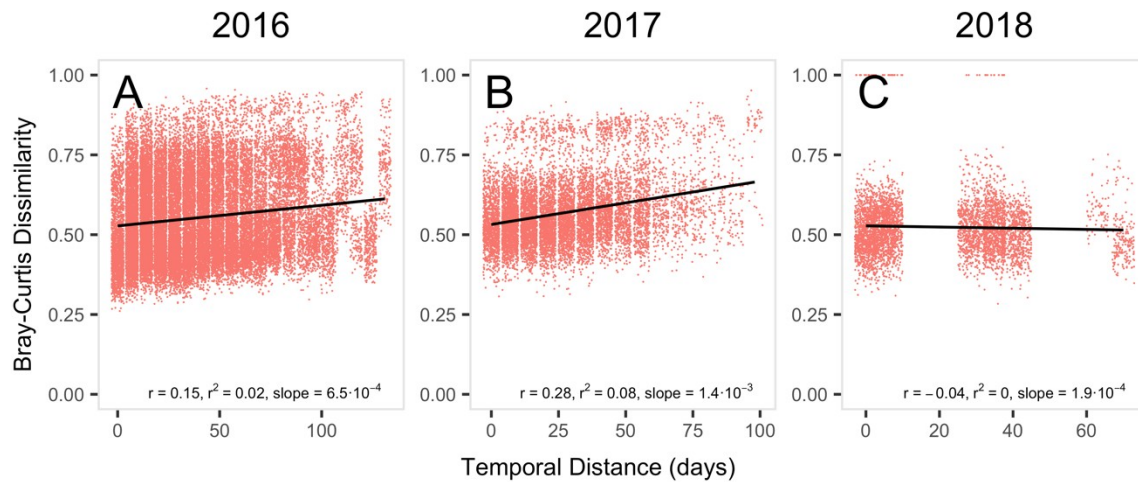 2016 2017 2018
A B C
1.00 1.00 1.00
0.75 0.75 0.75
0.50 0.50 0.50
0.25 0.25 0.25
0.00 0.00 0.00
Bray-Curtis Dissimilarity
r = 0.15, r² = 0.02, slope = 6.5·10⁻⁴
r = 0.28, r² = 0.08, slope = 1.4·10⁻³
r = −0.04, r² = 0, slope = 1.9·10⁻⁴
0 50 100 0 25 50 75 100 0 20 40 60
Temporal Distance (days)